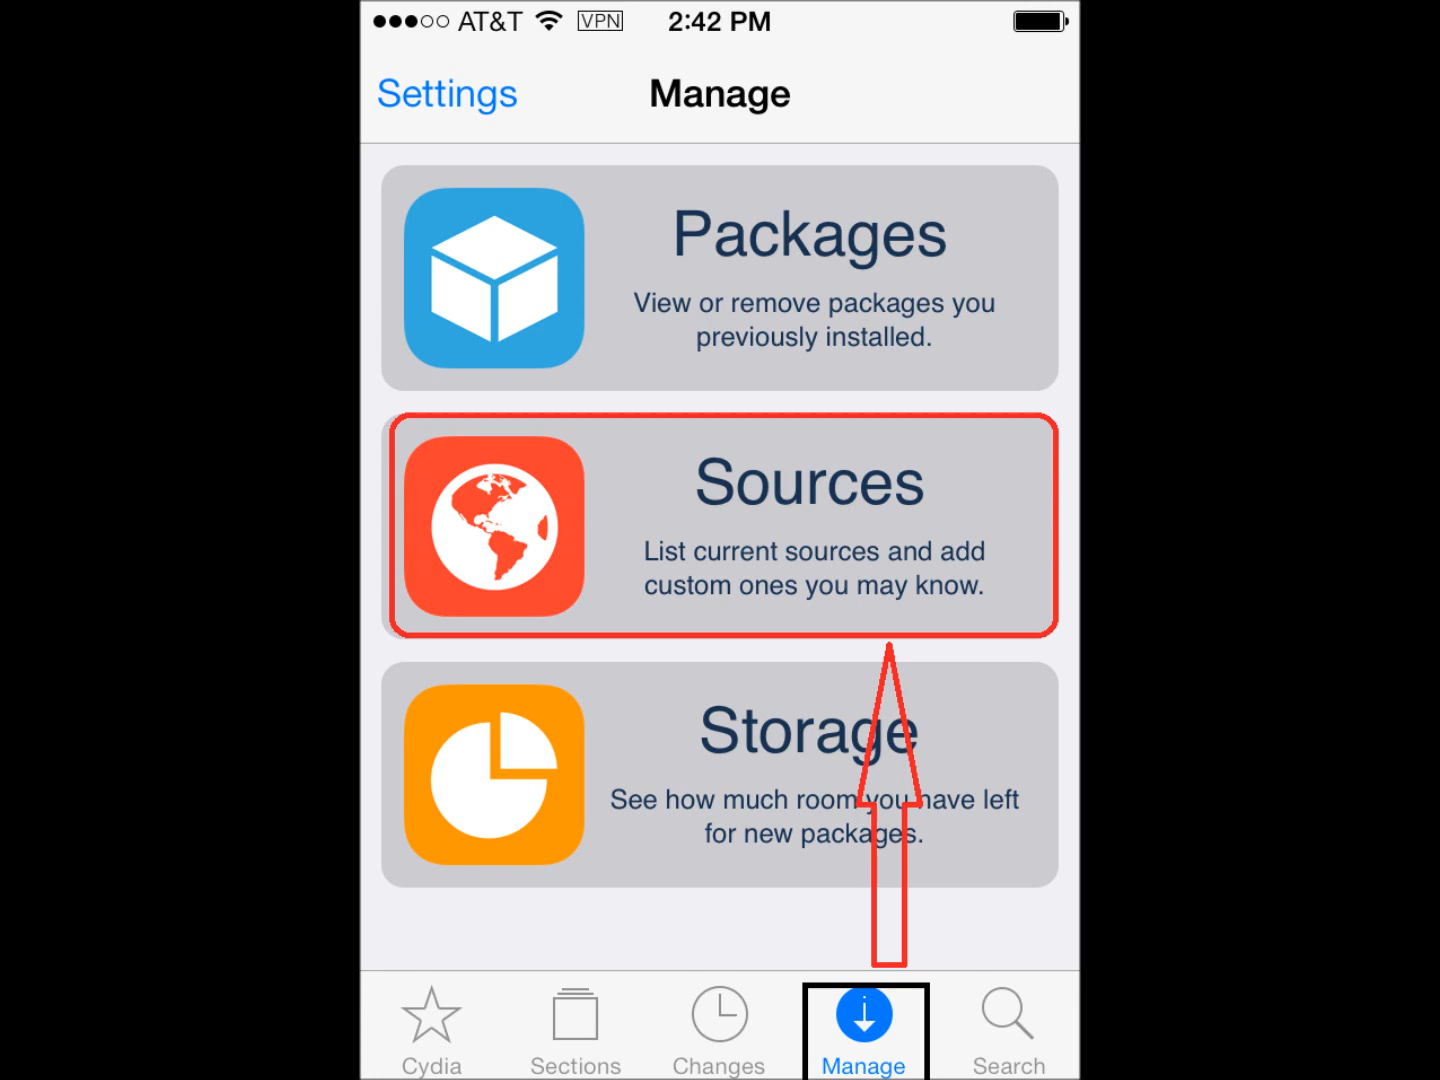 AT&T VPN 2:42 PM
Settings Manage
Packages
View or remove packages you
previously installed.
Sources
List current sources and add
custom ones you may know.
Storage
See how much room you have left
for new packages.
Cydia Sections Changes Manage Search